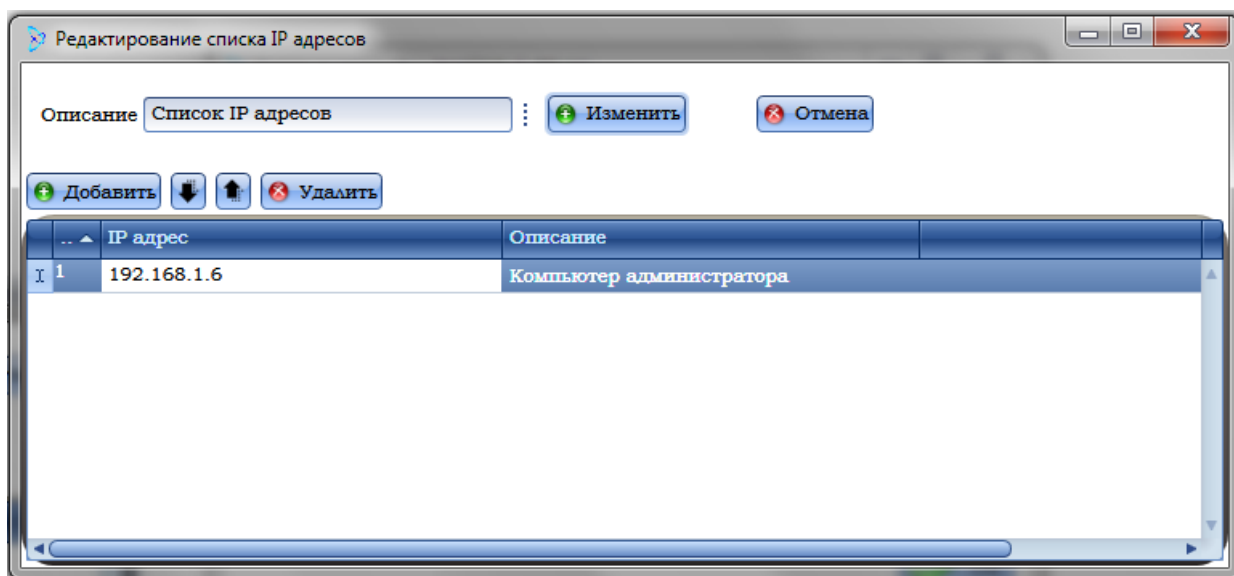 Редактирование списка IP адресов
Описание Список IP адресов Изменить Отмена
Добавить Удалить
.. IP адрес Описание
1 192.168.1.6 Компьютер администратора